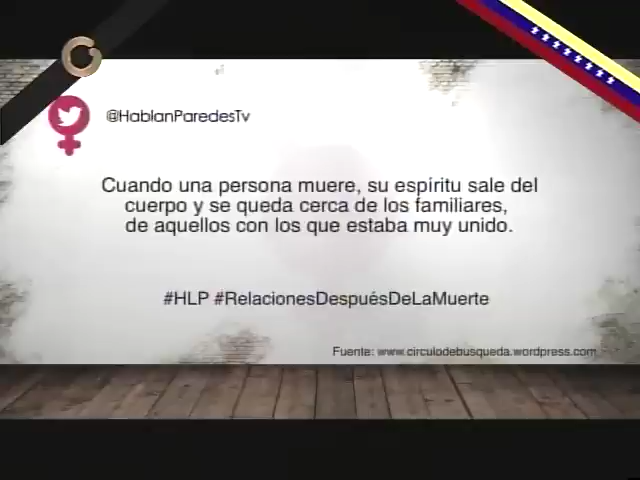 @HablanParedesTv
Cuando una persona muere, su espíritu sale del
cuerpo y se queda cerca de los familiares,
de aquellos con los que estaba muy unido.
#HLP #RelacionesDespuésDeLaMuerte
Fuente: www.circulodebusqueda.wordpress.com